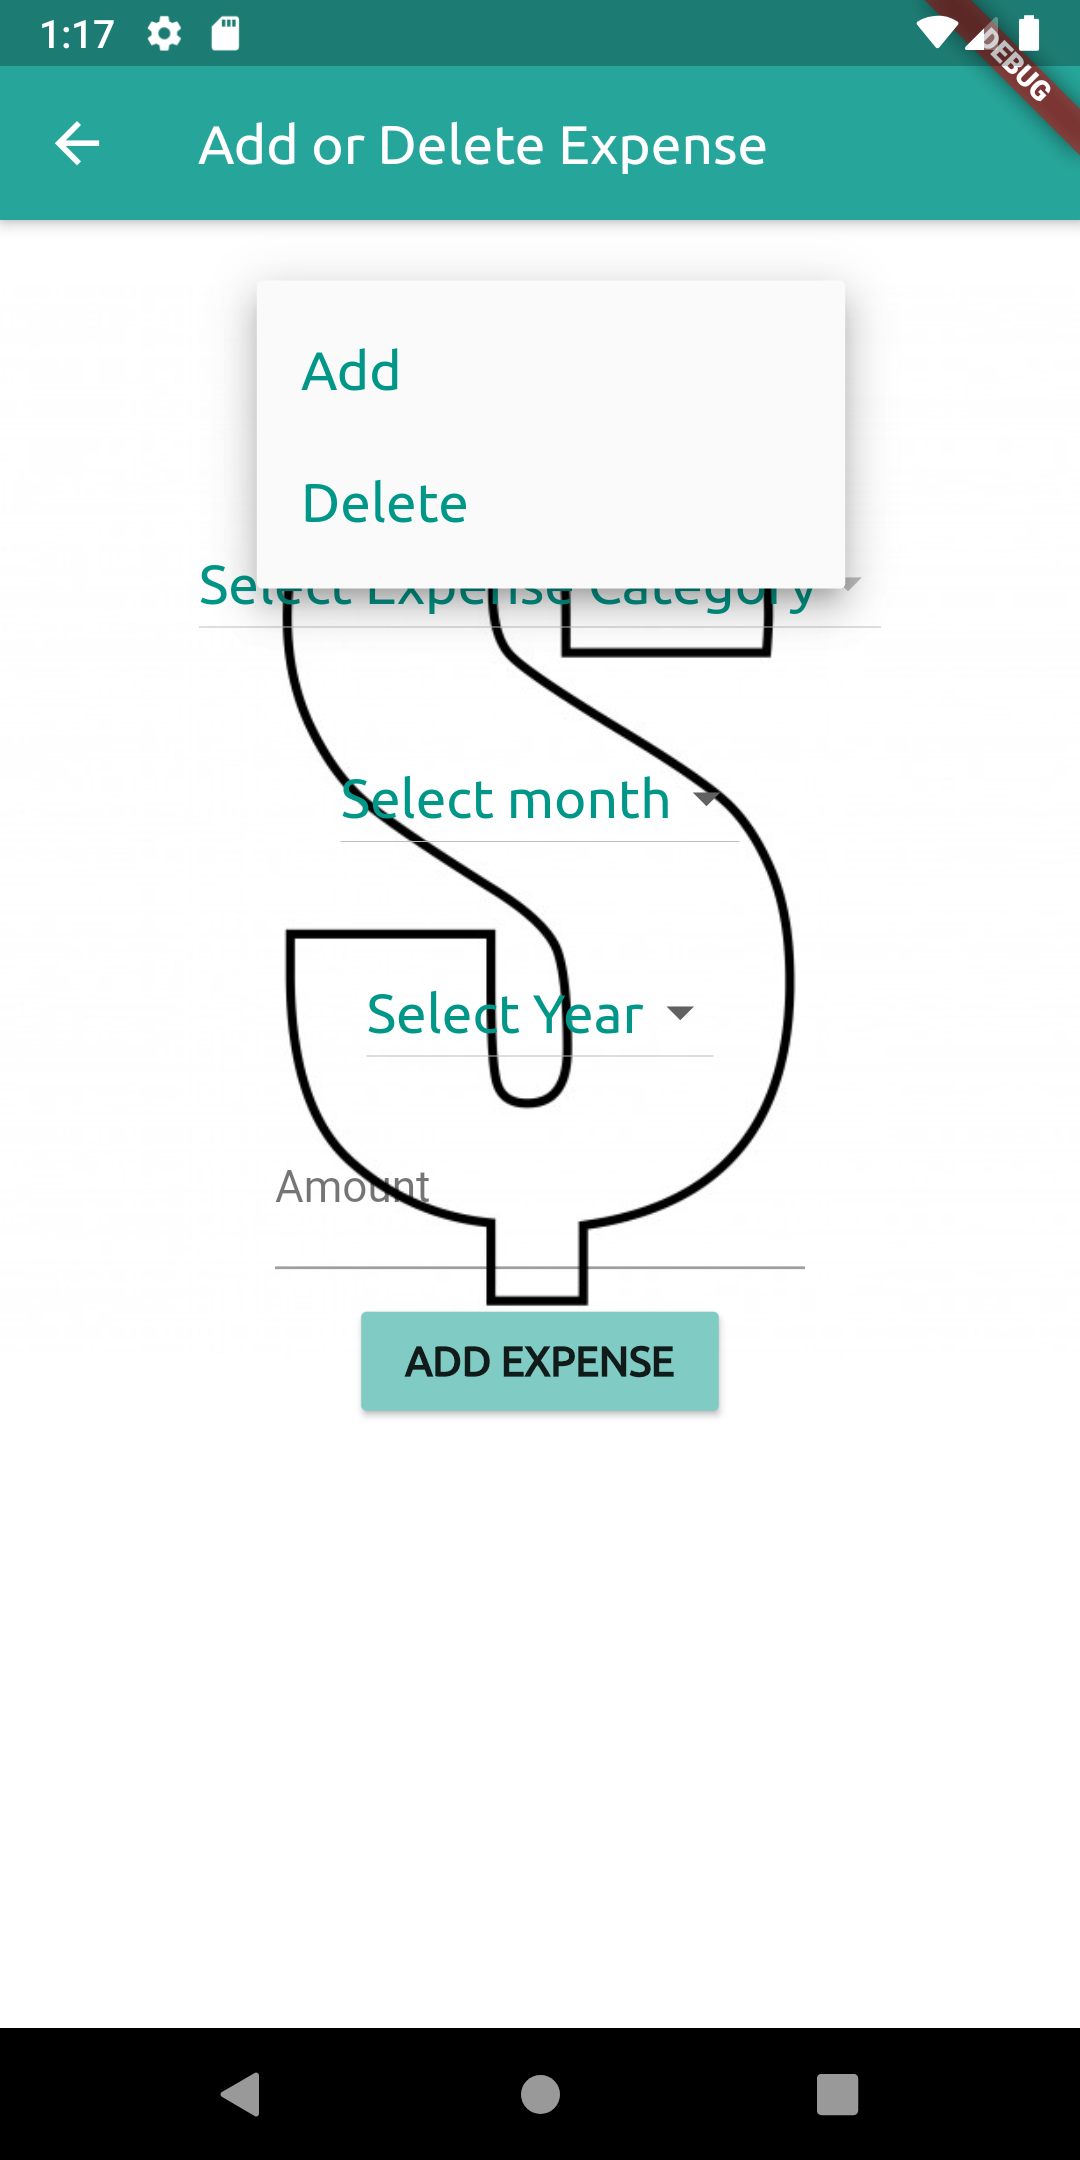 1:17
DEBUG
Add or Delete Expense
Add
Delete
Select Expense Category
Select month
Select Year
Amount
ADD EXPENSE